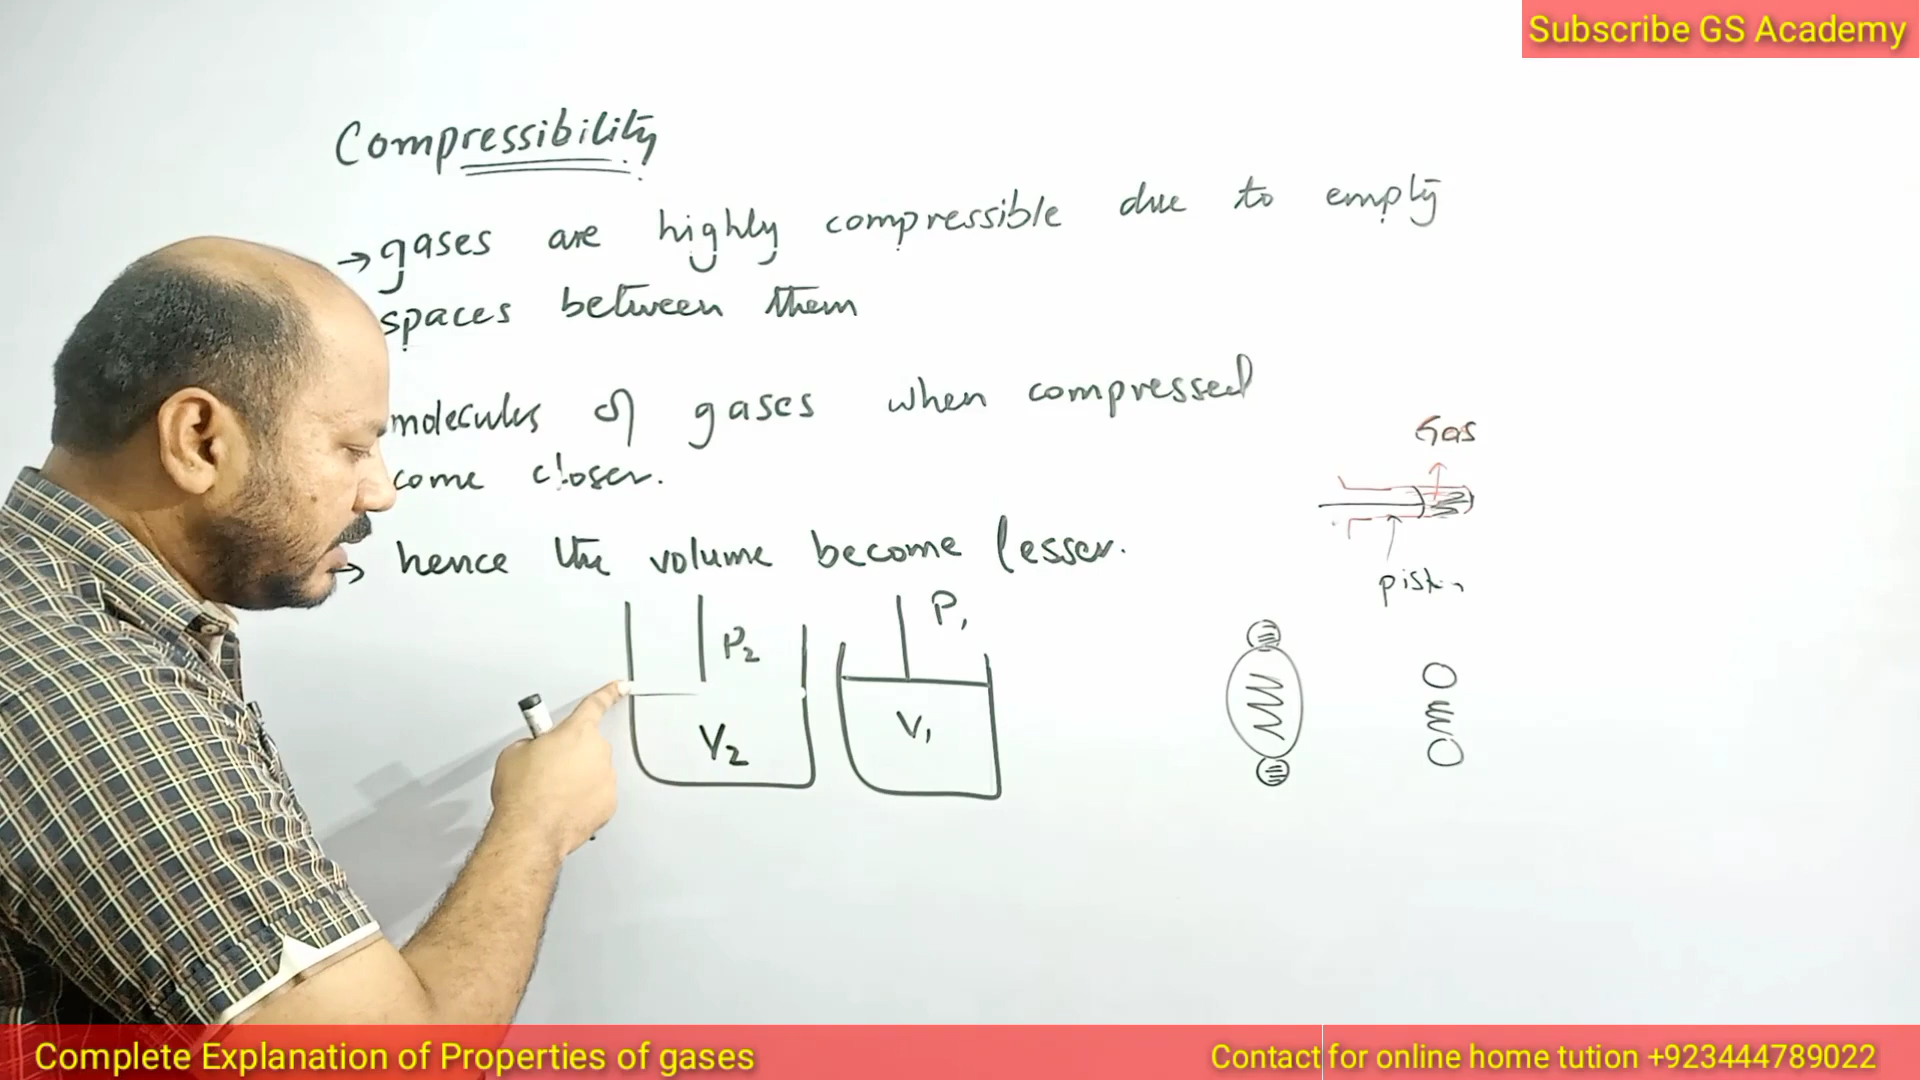 Subscribe GS Academy
Compressibility
→ gases are highly compressible due to empty
spaces between them
molecules of gases when compressed
come closer.
Gas
→ hence the volume become lesser.
P₁
P₂
V₂
V₁
Complete Explanation of Properties of gases
Contact for online home tution +923444789022